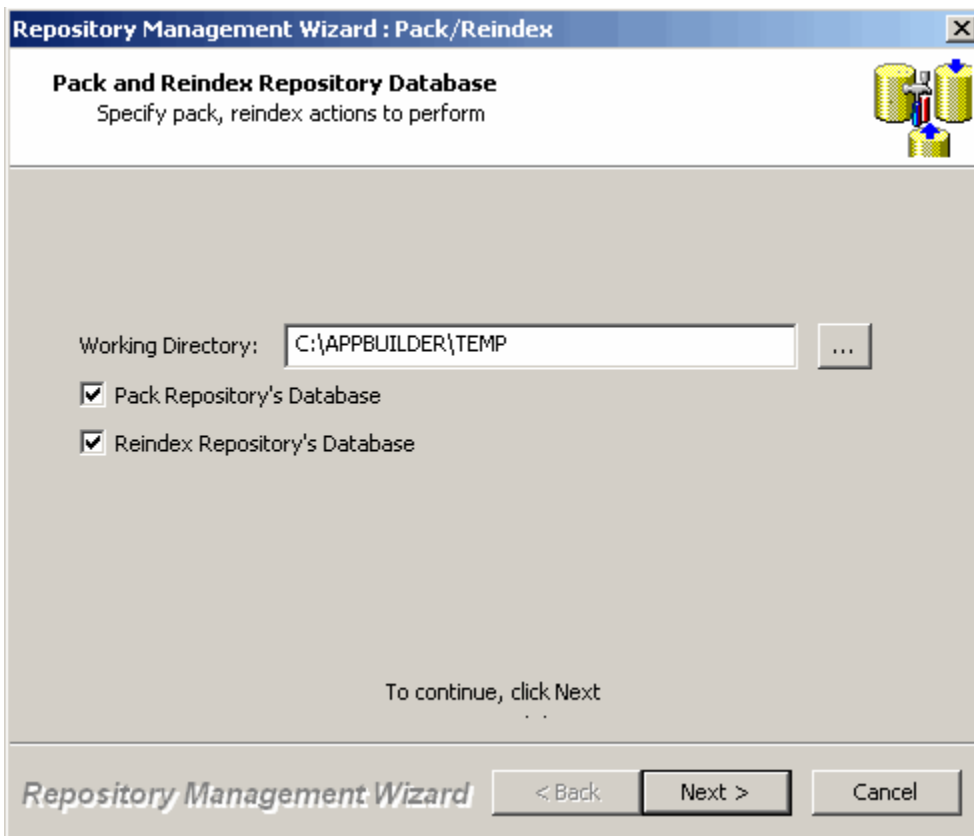 Repository Management Wizard : Pack/Reindex
Pack and Reindex Repository Database
Specify pack, reindex actions to perform
Working Directory: C:\APPBUILDER\TEMP ...
Pack Repository's Database
Reindex Repository's Database
To continue, click Next
Repository Management Wizard < Back Next > Cancel